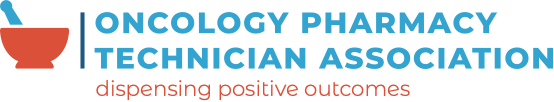 ONCOLOGY PHARMACY
TECHNICIAN ASSOCIATION
dispensing positive outcomes